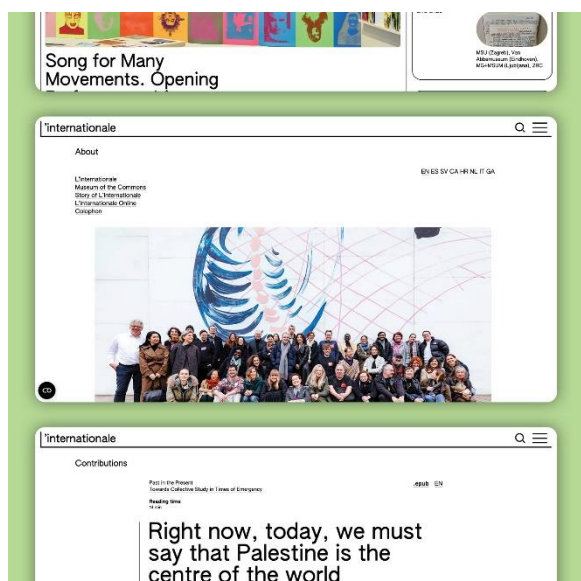 Song for Many
Movements. Opening
MSU (Zagreb), Van
Abbemuseum (Eindhoven),
MG+MSUM (Ljubljana), ZRC
l'internationale
About
EN ES SV CA HR NL IT GA
L'Internationale
Museum of the Commons
Story of L'Internationale
L'Internationale Online
Colophon
l'internationale
Contributions
Past in the Present
Towards Collective Study in Times of Emergency
.epub EN
Reading time
Right now, today, we must
say that Palestine is the
centre of the world